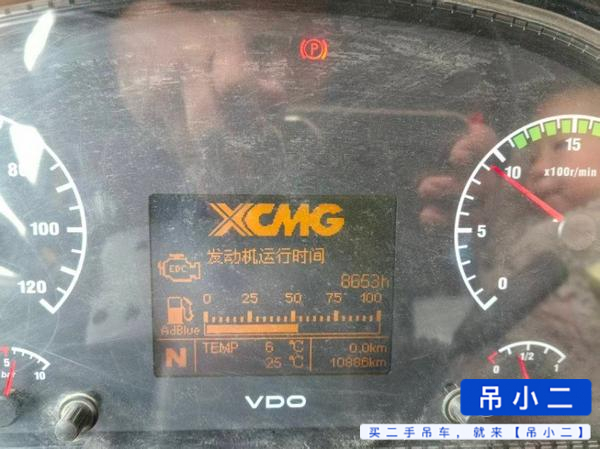 P
80
100
120
5
10
bar
XCMG
发动机运行时间
EDC
8653h
0 25 50 75 100
AdBlue
N
TEMP 6 ℃
25 ℃
0.0km
10886km
VDO
15
x100r/min
10
5
0
0 1/2 1
吊小二
买二手吊车，就来【吊小二】